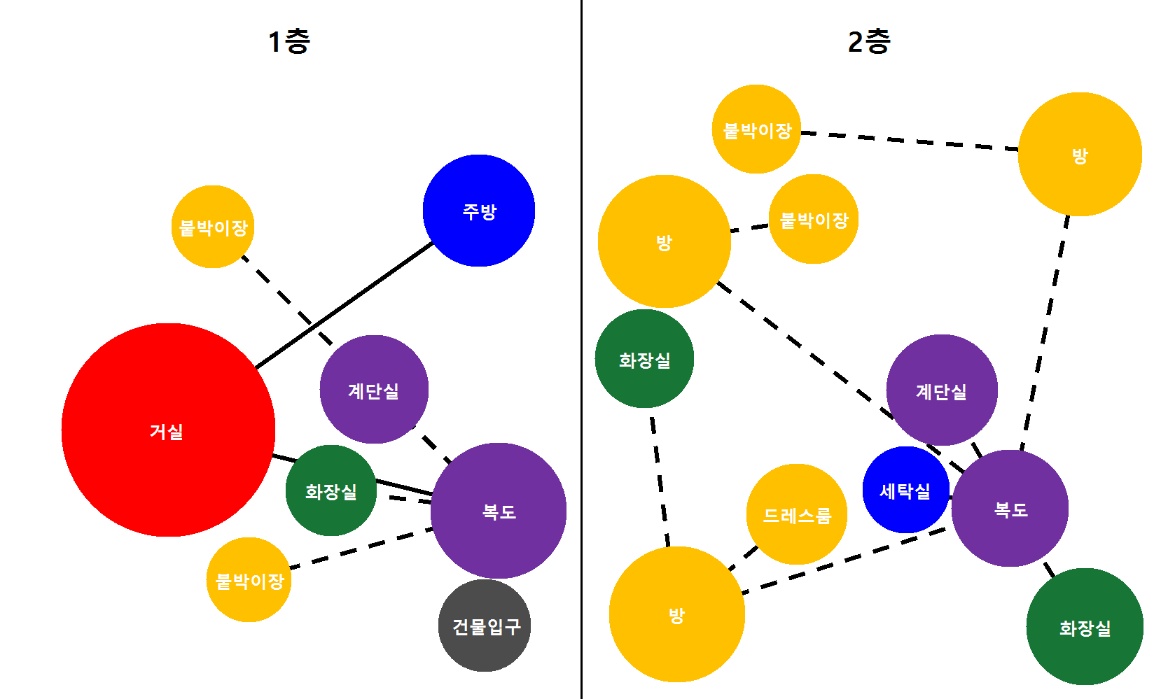 1층
주방
붙박이장
계단실
거실
화장실
복도
붙박이장
건물입구
2층
붙박이장
방
붙박이장
방
화장실
계단실
세탁실
드레스룸
복도
방
화장실